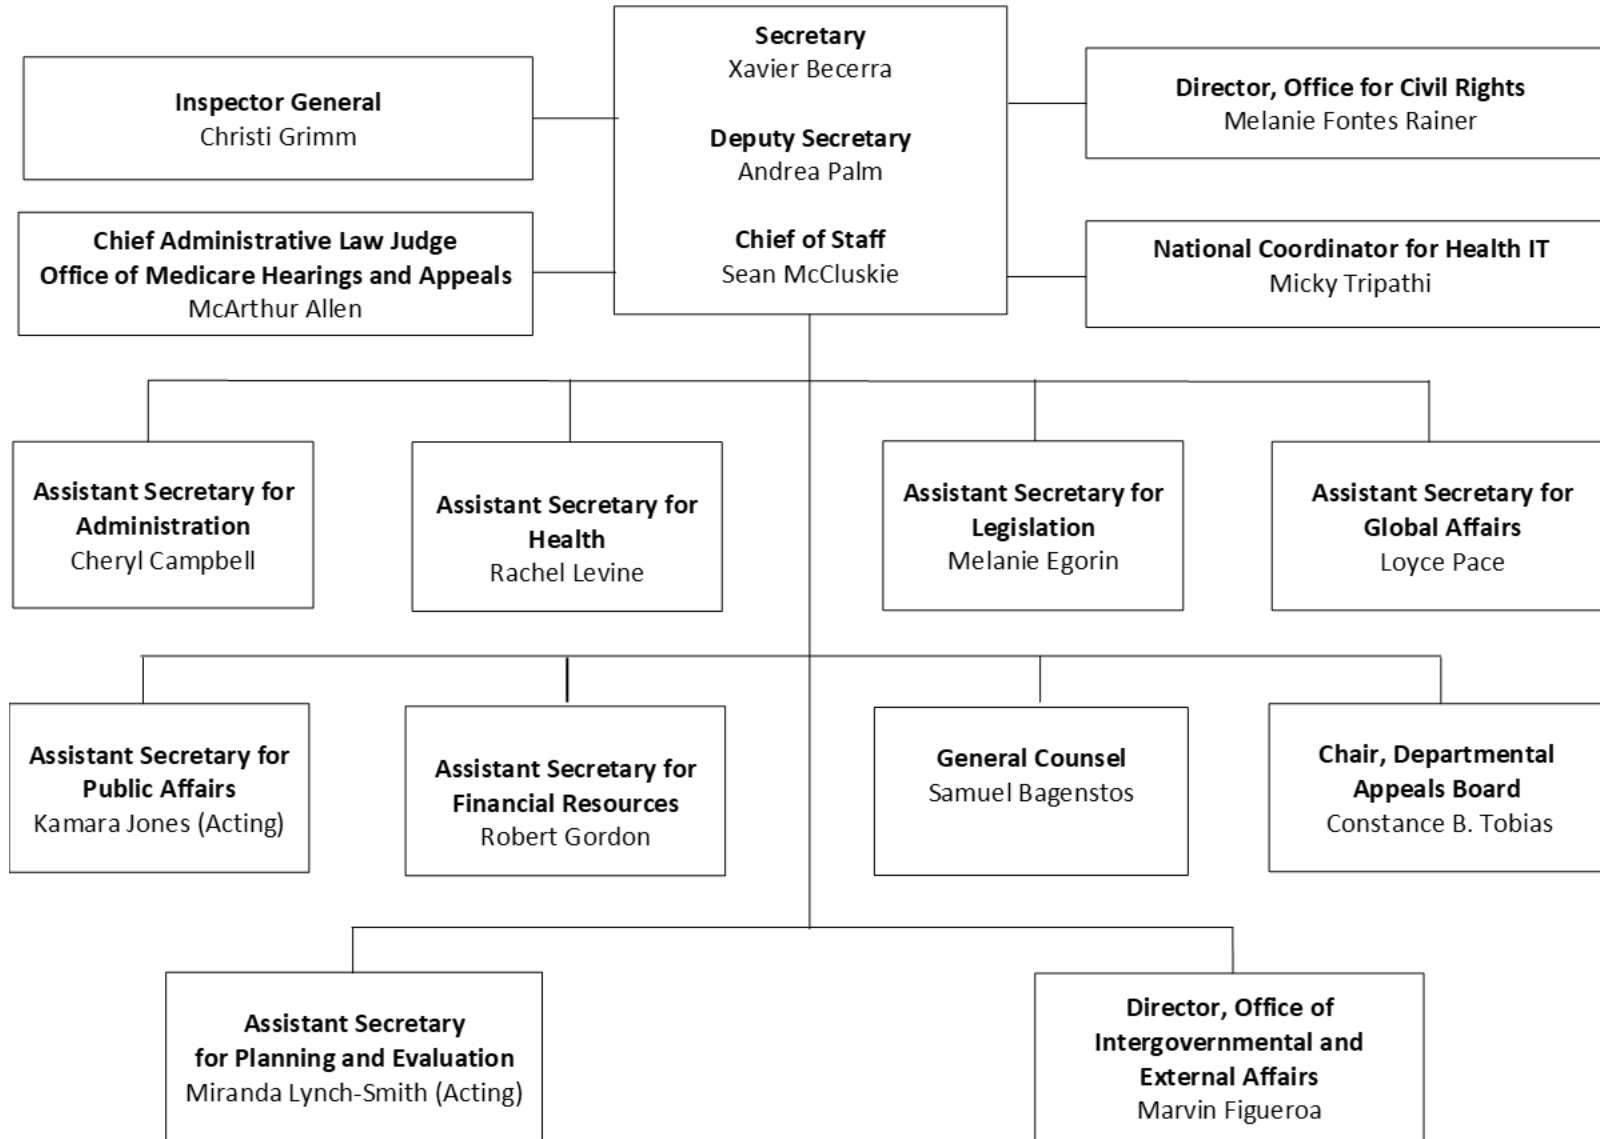 Secretary
Xavier Becerra
Deputy Secretary
Andrea Palm
Chief of Staff
Sean McCluskie
Inspector General
Christi Grimm
Director, Office for Civil Rights
Melanie Fontes Rainer
Chief Administrative Law Judge
Office of Medicare Hearings and Appeals
McArthur Allen
National Coordinator for Health IT
Micky Tripathi
Assistant Secretary for
Administration
Cheryl Campbell
Assistant Secretary for
Health
Rachel Levine
Assistant Secretary for
Legislation
Melanie Egorin
Assistant Secretary for
Global Affairs
Loyce Pace
Assistant Secretary for
Public Affairs
Kamara Jones (Acting)
Assistant Secretary for
Financial Resources
Robert Gordon
General Counsel
Samuel Bagenstos
Chair, Departmental
Appeals Board
Constance B. Tobias
Assistant Secretary
for Planning and Evaluation
Miranda Lynch-Smith (Acting)
Director, Office of
Intergovernmental and
External Affairs
Marvin Figueroa